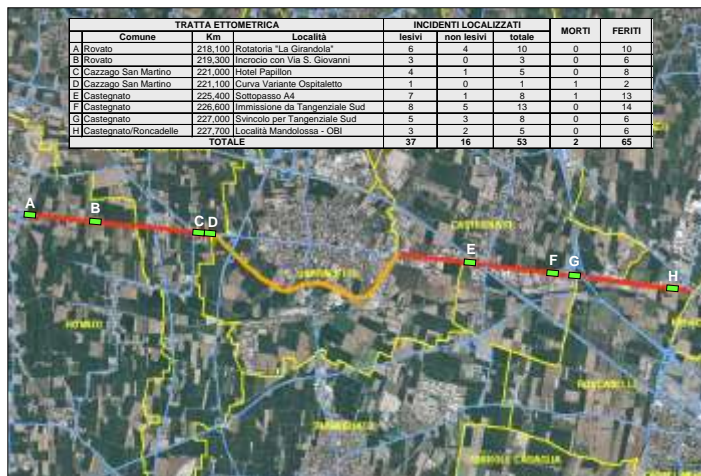 TRATTA ETTOMETRICA INCIDENTI LOCALIZZATI MORTI FERITI
Comune Km Località lesivi non lesivi totale
A Rovato 218,100 Rotatoria "La Girandola" 6 4 10 0 10
B Rovato 219,300 Incrocio con Via S. Giovanni 3 0 3 0 6
C Cazzago San Martino 221,000 Hotel Papillon 4 1 5 0 8
D Cazzago San Martino 221,100 Curva Variante Ospitaletto 1 0 1 1 2
E Castegnato 225,400 Sottopasso A4 7 1 8 1 13
F Castegnato 226,600 Immissione da Tangenziale Sud 8 5 13 0 14
G Castegnato 227,000 Svincolo per Tangenziale Sud 5 3 8 0 6
H Castegnato/Roncadelle 227,700 Località Mandolossa - OBI 3 2 5 0 6
TOTALE 37 16 53 2 65
A
B
C D
CASTEGNATO
E
F G
H
ROVATO
RONCADELLE